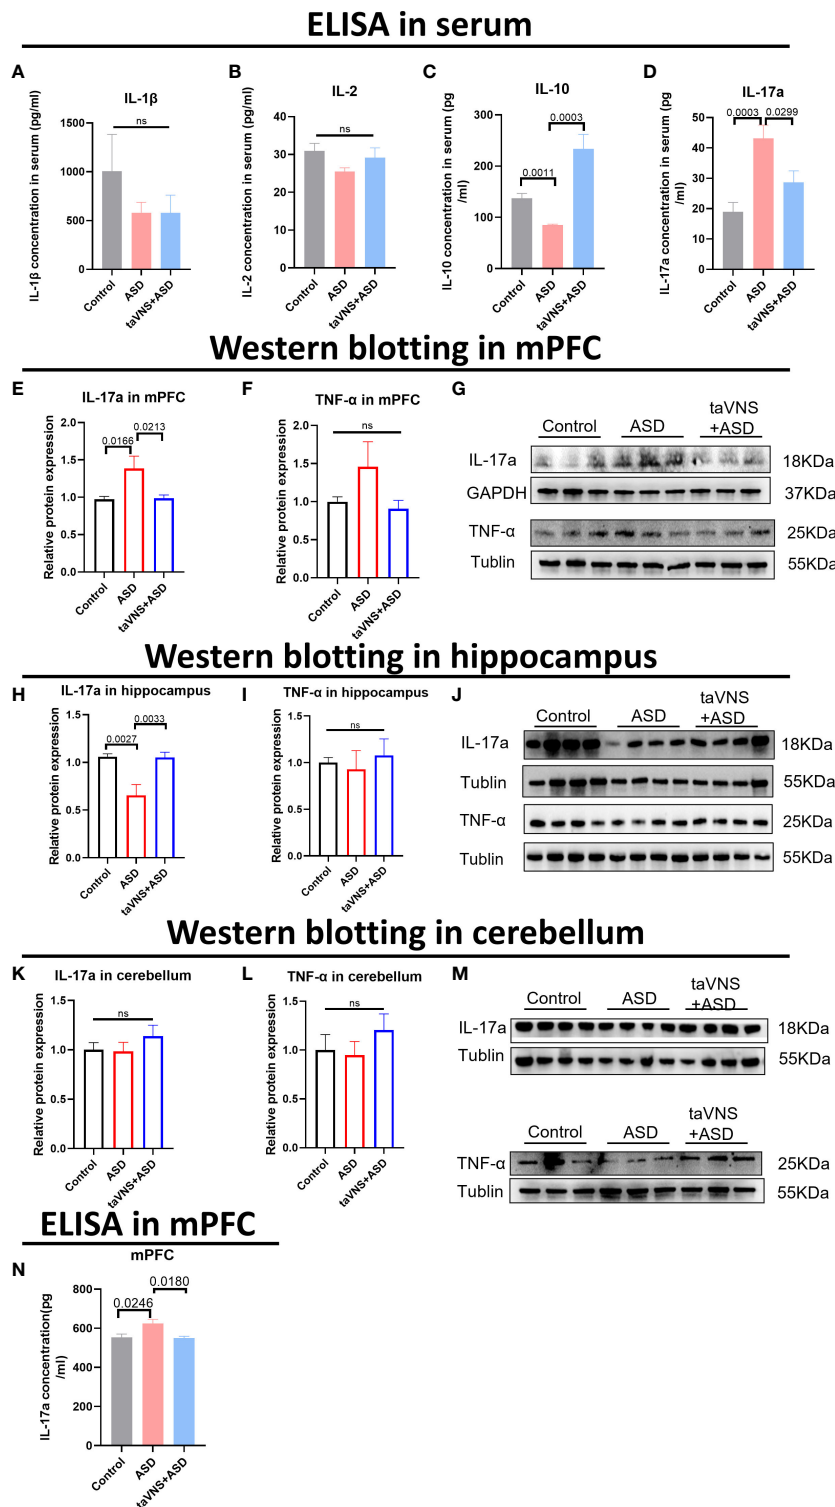 ELISA in serum
A
IL-1β
IL-1β concentration in serum (pg/ml)
1500
1000
500
0
ns
Control
ASD
taVNS+ASD
B
IL-2
IL-2 concentration in serum (pg/ml)
40
30
20
10
0
ns
Control
ASD
taVNS+ASD
C
IL-10
IL-10 concentration in serum (pg
/ml)
300
200
100
0
0.0003
0.0011
Control
ASD
taVNS+ASD
D
IL-17a
IL-17a concentration in serum (pg
/ml)
50
40
30
20
10
0
0.0003
0.0299
Control
ASD
taVNS+ASD
Western blotting in mPFC
E
IL-17a in mPFC
Relative protein expression
2.0
1.5
1.0
0.5
0.0
0.0166
0.0213
Control
ASD
taVNS+ASD
F
TNF-α in mPFC
Relative protein expression
2.0
1.5
1.0
0.5
0.0
ns
Control
ASD
taVNS+ASD
G
Control
ASD
taVNS
+ASD
IL-17a
18KDa
GAPDH
37KDa
TNF-α
25KDa
Tublin
55KDa
Western blotting in hippocampus
H
IL-17a in hippocampus
Relative protein expression
1.5
1.0
0.5
0.0
0.0027
0.0033
Control
ASD
taVNS+ASD
I
TNF-α in hippocampus
Relative protein expression
1.5
1.0
0.5
0.0
ns
Control
ASD
taVNS+ASD
J
Control
ASD
taVNS
+ASD
IL-17a
18KDa
Tublin
55KDa
TNF-α
25KDa
Tublin
55KDa
Western blotting in cerebellum
K
IL-17a in cerebellum
Relative protein expression
1.5
1.0
0.5
0.0
ns
Control
ASD
taVNS+ASD
L
TNF-α in cerebellum
Relative protein expression
1.5
1.0
0.5
0.0
ns
Control
ASD
taVNS+ASD
M
Control
ASD
taVNS
+ASD
IL-17a
18KDa
Tublin
55KDa
Control
ASD
taVNS
+ASD
TNF-α
25KDa
Tublin
55KDa
ELISA in mPFC
N
mPFC
IL-17a concentration(pg
/ml)
800
600
400
200
0
0.0246
0.0180
Control
ASD
taVNS+ASD